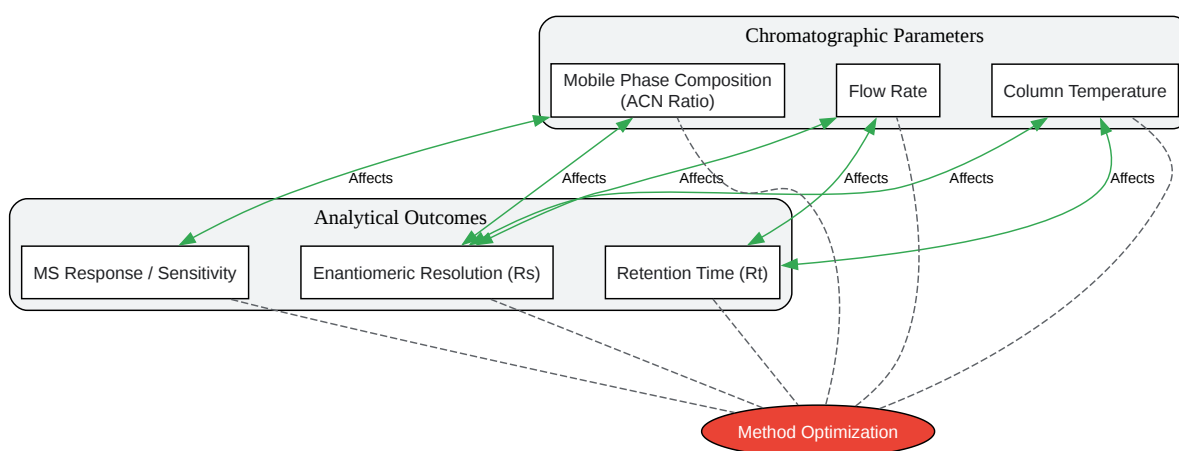 Chromatographic Parameters
Mobile Phase Composition
(ACN Ratio)
Flow Rate
Column Temperature
Affects
Affects
Affects
Affects
Affects
Affects
Analytical Outcomes
MS Response / Sensitivity
Enantiomeric Resolution (Rs)
Retention Time (Rt)
Method Optimization